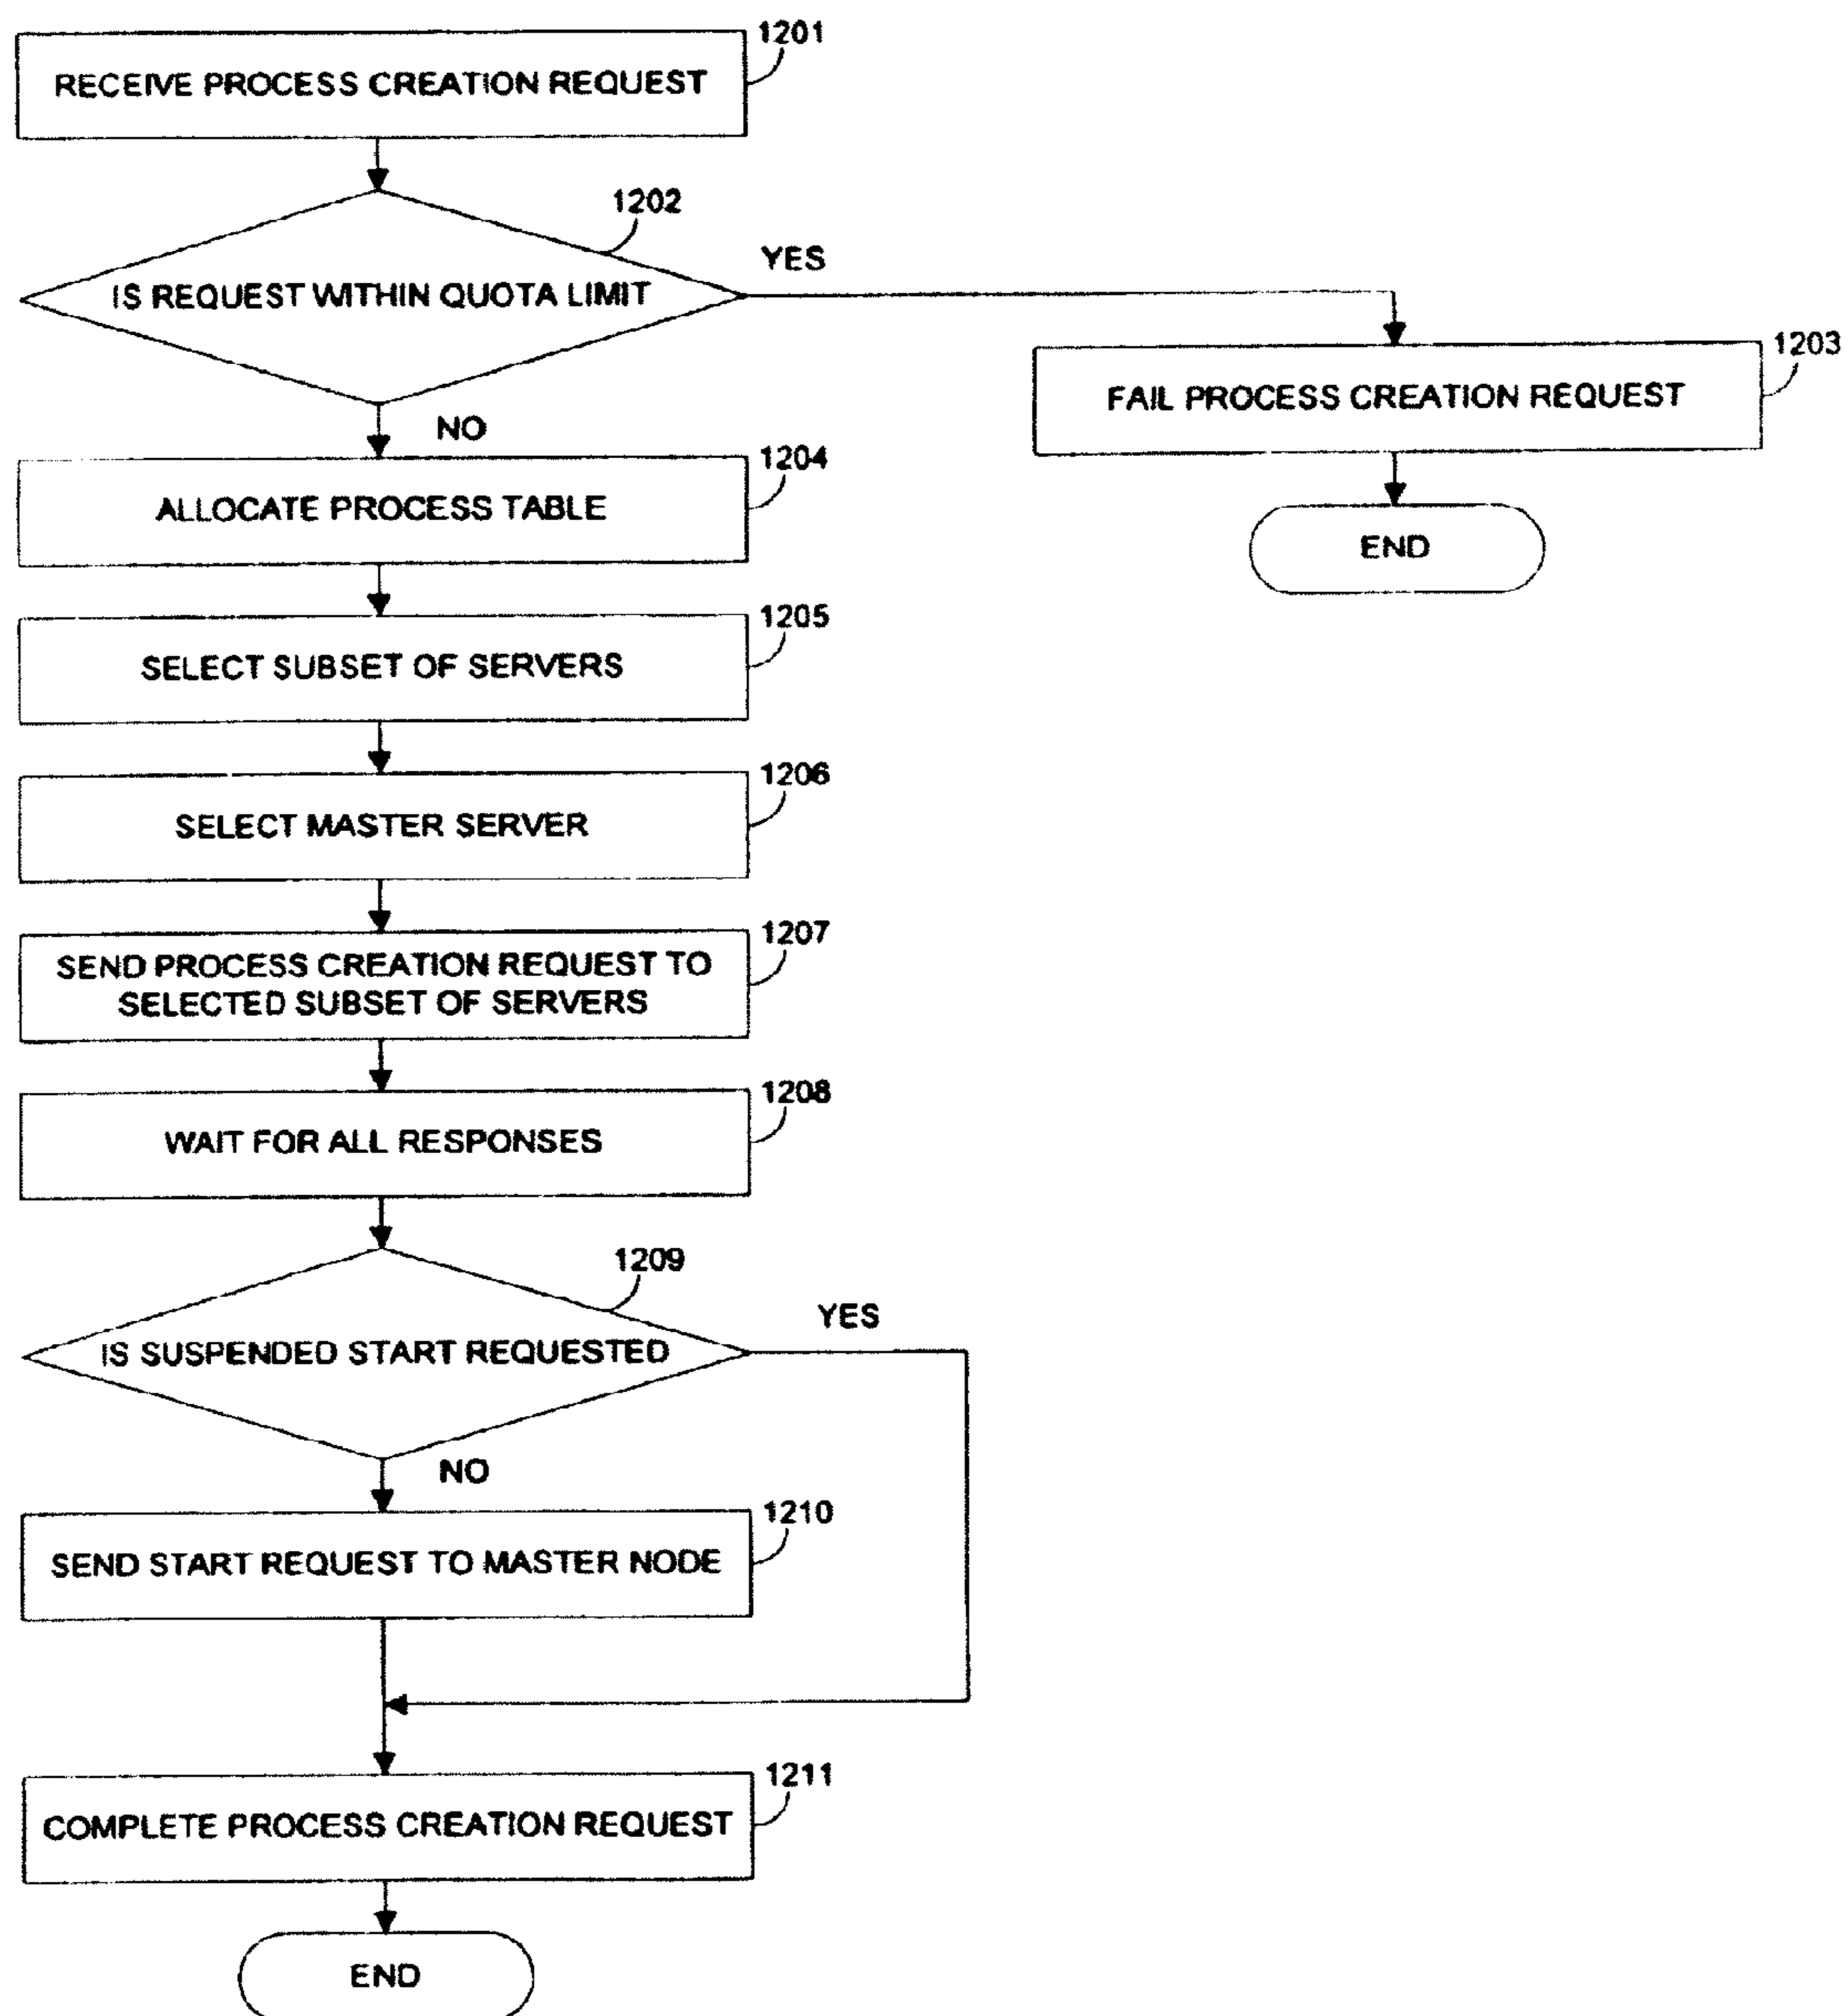 1201
RECEIVE PROCESS CREATION REQUEST
1202
IS REQUEST WITHIN QUOTA LIMIT
YES
1203
FAIL PROCESS CREATION REQUEST
END
NO
1204
ALLOCATE PROCESS TABLE
1205
SELECT SUBSET OF SERVERS
1206
SELECT MASTER SERVER
1207
SEND PROCESS CREATION REQUEST TO
SELECTED SUBSET OF SERVERS
1208
WAIT FOR ALL RESPONSES
1209
IS SUSPENDED START REQUESTED
YES
NO
1210
SEND START REQUEST TO MASTER NODE
1211
COMPLETE PROCESS CREATION REQUEST
END